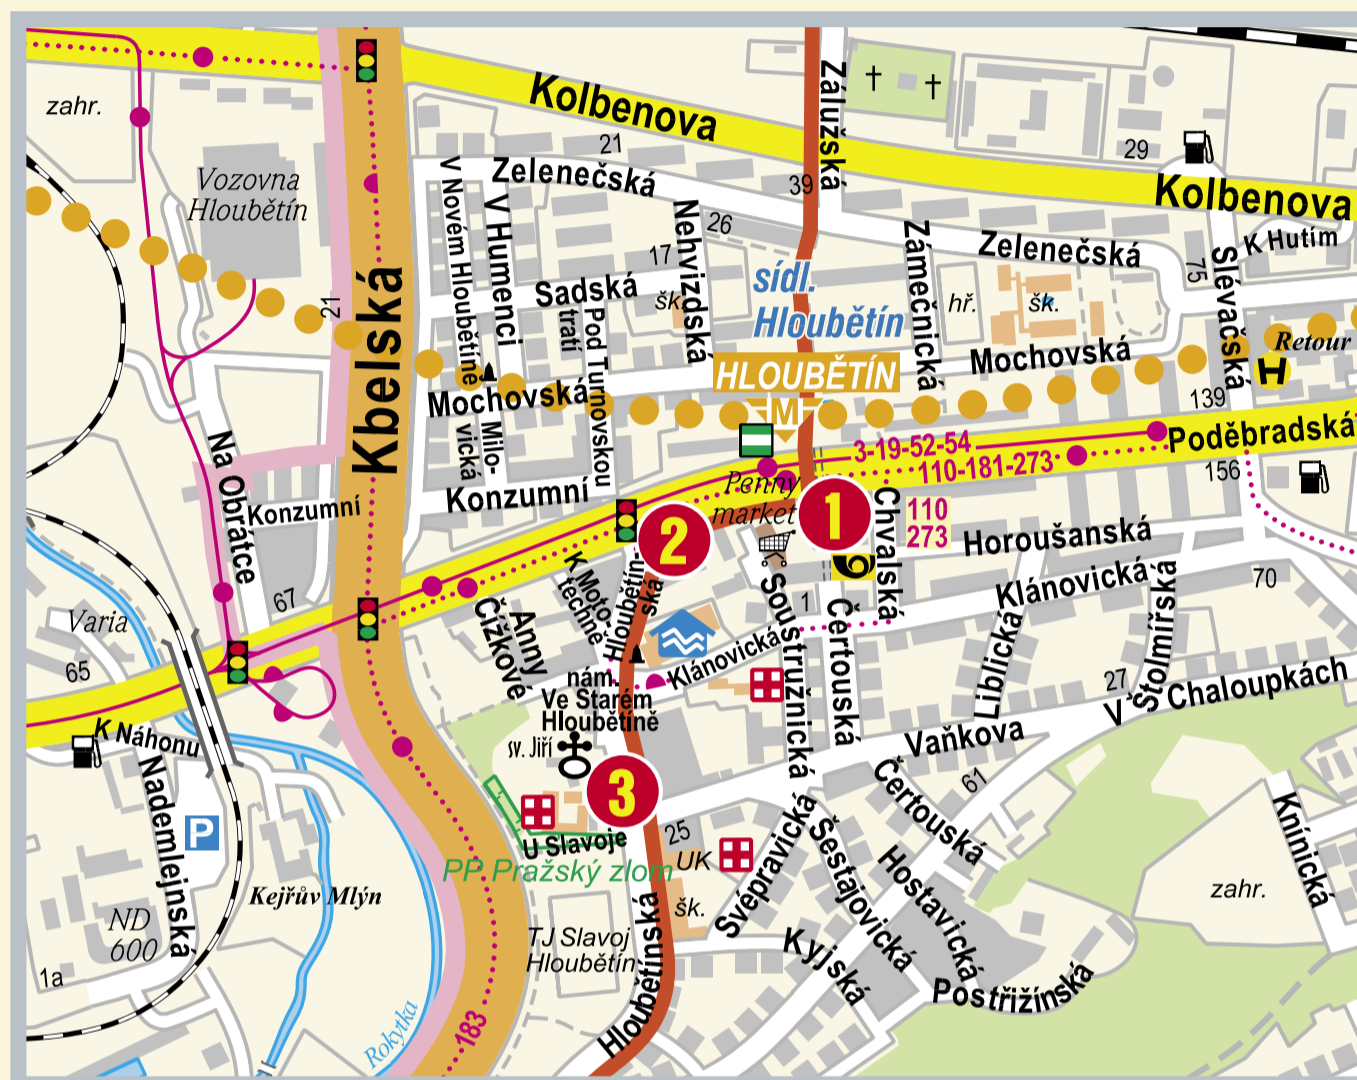 zahr.
Kolbenova
Zálužská
21
29
Vozovna
Hloubětín
Zelenečská
39
Kolbenova
V Novém Hloubětíně
V Humenci
Nehvizdská
26
Zámečnická
Zelenečská
K Hutím
75
Slévačská
17
Sadská
šk.
sídl.
Hloubětín
hř.
šk.
21
Kbelská
tratí
Pod Turnovskou
Mochovská
Retour
H
HLOUBĚTÍN
M
Mochovská
139
Milo-
vická
3-19-52-54
110-181-273
Poděbradská
156
Na Obrátce
Konzumní
Konzumní
Penny
market
1
110
273
Chvalská
2
Horoušanská
K Moto-
techně
Hloubětín-
ská
Klánovická
70
67
Varia
65
Anny
Čížkové
Soustružnická
1
Čertouská
Liblická
Štolmířská
Klánovická
27
V Chaloupkách
nám.
Ve Starém
Hloubětíně
sv. Jiří
Vaňkova
K Náhonu
Nademlejnská
P
3
61
Čertouská
Svépravická
Šestajovická
Hostavická
Knínická
U Slavoje
25
UK
PP Pražský zlom
Kejřův Mlýn
zahr.
šk.
ND
600
1a
TJ Slavoj
Hloubětín
Hloubětínská
Kyjská
Postřižínská
Rokytka
183